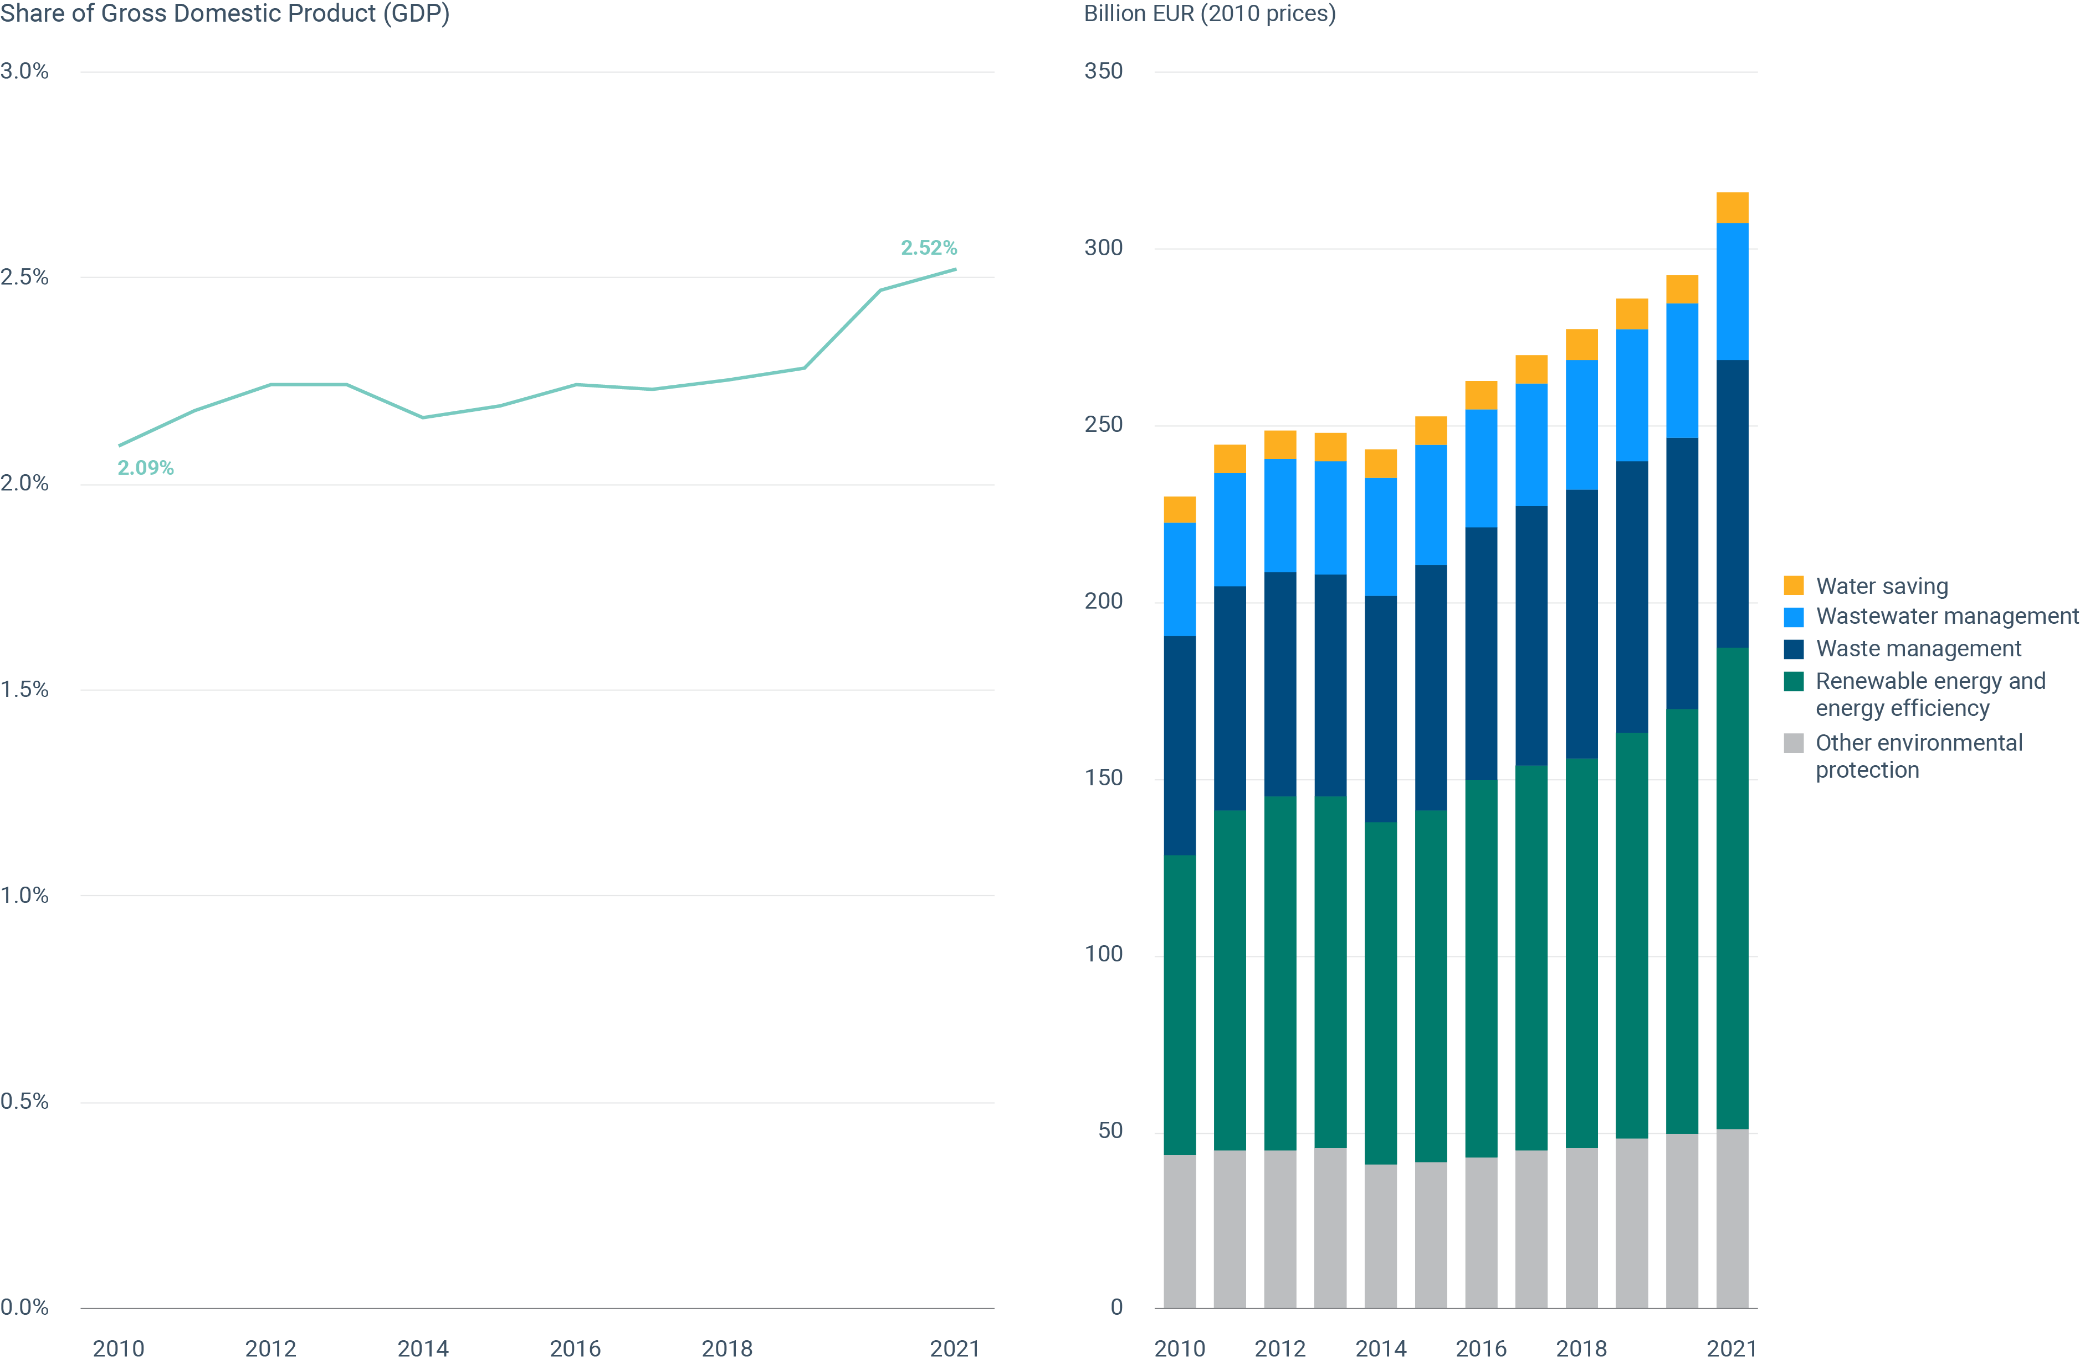 Share of Gross Domestic Product (GDP)
3.0%
2.5%
2.0%
1.5%
1.0%
0.5%
0.0%
2.09%
2.52%
2010 2012 2014 2016 2018 2021
Billion EUR (2010 prices)
350
300
250
200
150
100
50
0
2010 2012 2014 2016 2018 2021
Water saving
Wastewater management
Waste management
Renewable energy and
energy efficiency
Other environmental
protection